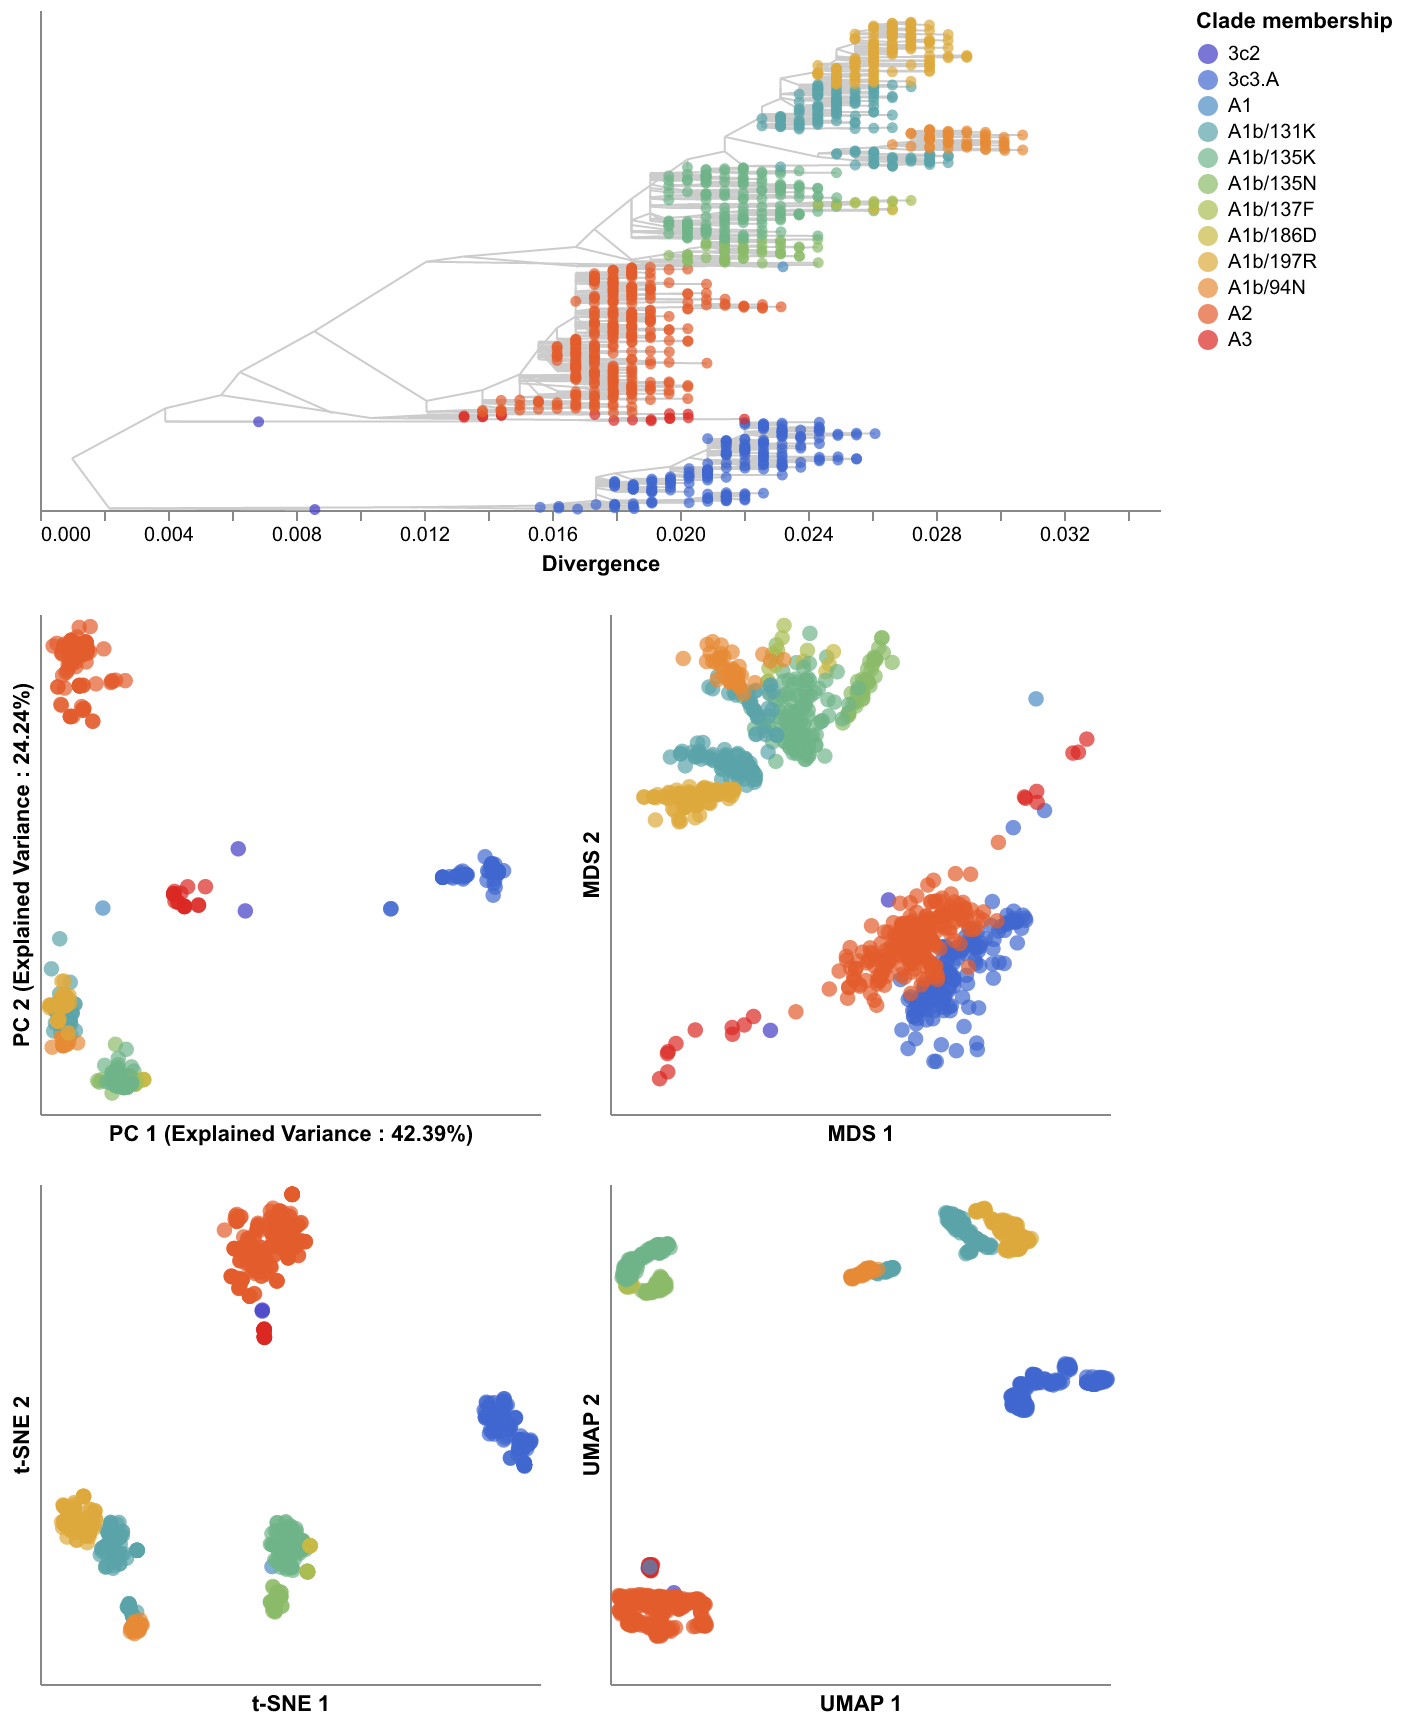 Clade membership
3c2
3c3.A
A1
A1b/131K
A1b/135K
A1b/135N
A1b/137F
A1b/186D
A1b/197R
A1b/94N
A2
A3
0.000 0.004 0.008 0.012 0.016 0.020 0.024 0.028 0.032
Divergence
PC 2 (Explained Variance : 24.24%)
PC 1 (Explained Variance : 42.39%)
MDS 2
MDS 1
t-SNE 2
t-SNE 1
UMAP 2
UMAP 1